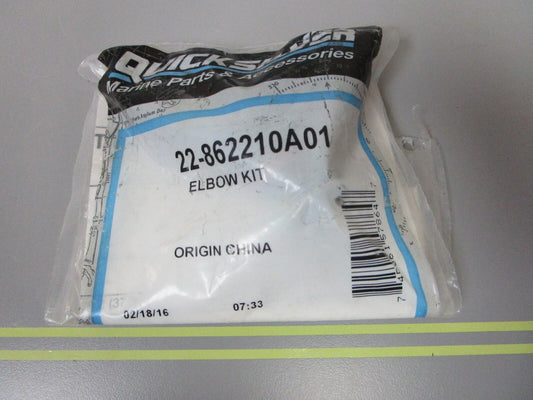 QUICKSILVER
Marine Parts & Accessories
22-862210A01
ELBOW KIT
ORIGIN CHINA
02/18/16 07:33